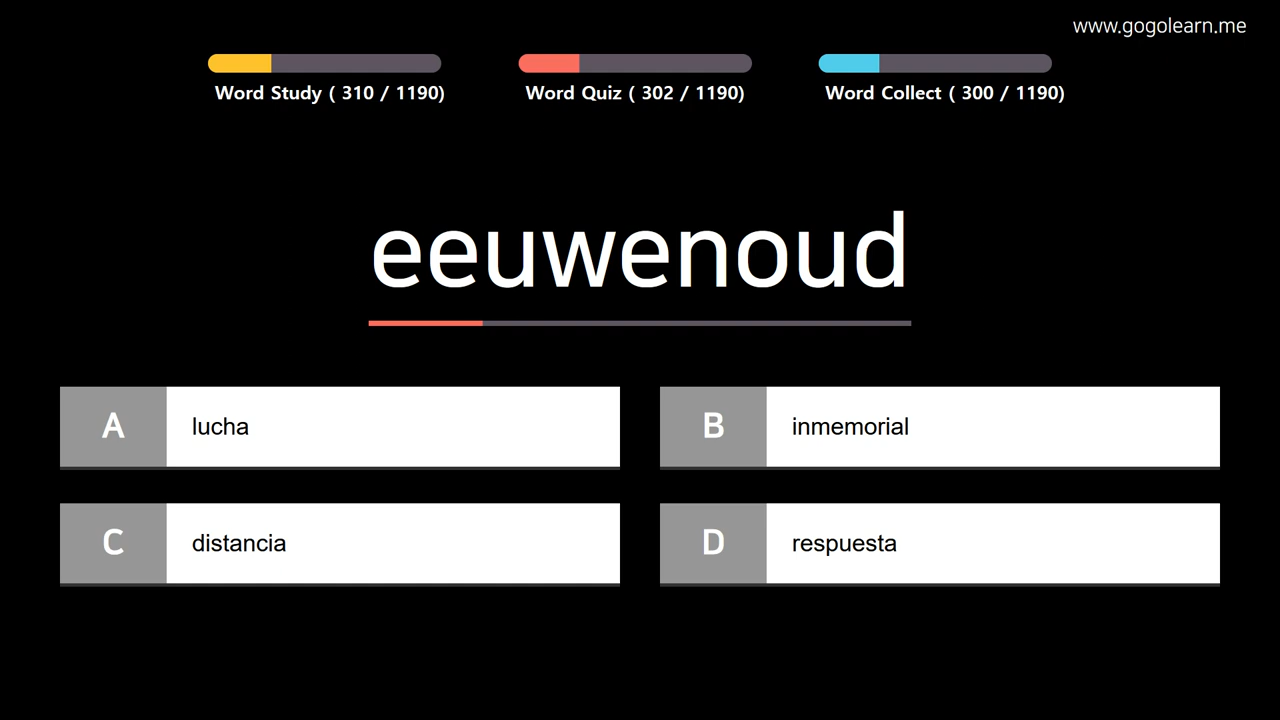 www.gogolearn.me
Word Study ( 310 / 1190)
Word Quiz ( 302 / 1190)
Word Collect ( 300 / 1190)
eeuwenoud
A lucha
B inmemorial
C distancia
D respuesta